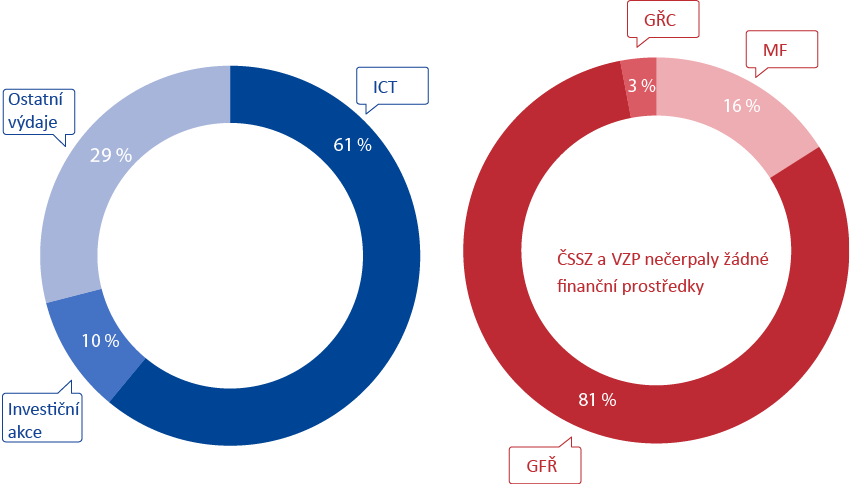 ICT
61 %
Ostatní
výdaje
29 %
10 %
Investiční
akce
GŘC
3 %
MF
16 %
ČSSZ a VZP nečerpaly žádné
finanční prostředky
81 %
GFŘ